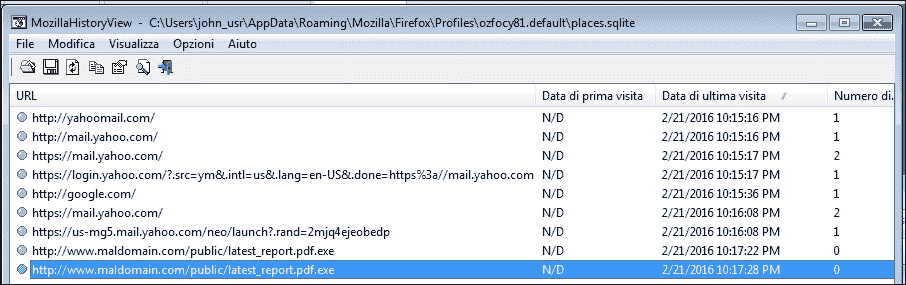 MozillaHistoryView - C:\Users\john_usr\AppData\Roaming\Mozilla\Firefox\Profiles\ozfocy81.default\places.sqlite
File Modifica Visualizza Opzioni Aiuto
URL Data di prima visita Data di ultima visita Numero di...
http://yahoomail.com/ N/D 2/21/2016 10:15:16 PM 1
http://mail.yahoo.com/ N/D 2/21/2016 10:15:16 PM 1
https://mail.yahoo.com/ N/D 2/21/2016 10:15:17 PM 2
https://login.yahoo.com/?.src=ym&.intl=us&.lang=en-US&.done=https%3a//mail.yahoo.com N/D 2/21/2016 10:15:17 PM 1
http://google.com/ N/D 2/21/2016 10:15:36 PM 1
https://mail.yahoo.com/ N/D 2/21/2016 10:16:08 PM 2
https://us-mg5.mail.yahoo.com/neo/launch?.rand=2mjq4ejeobedp N/D 2/21/2016 10:16:08 PM 1
http://www.maldomain.com/public/latest_report.pdf.exe N/D 2/21/2016 10:17:22 PM 0
http://www.maldomain.com/public/latest_report.pdf.exe N/D 2/21/2016 10:17:28 PM 0